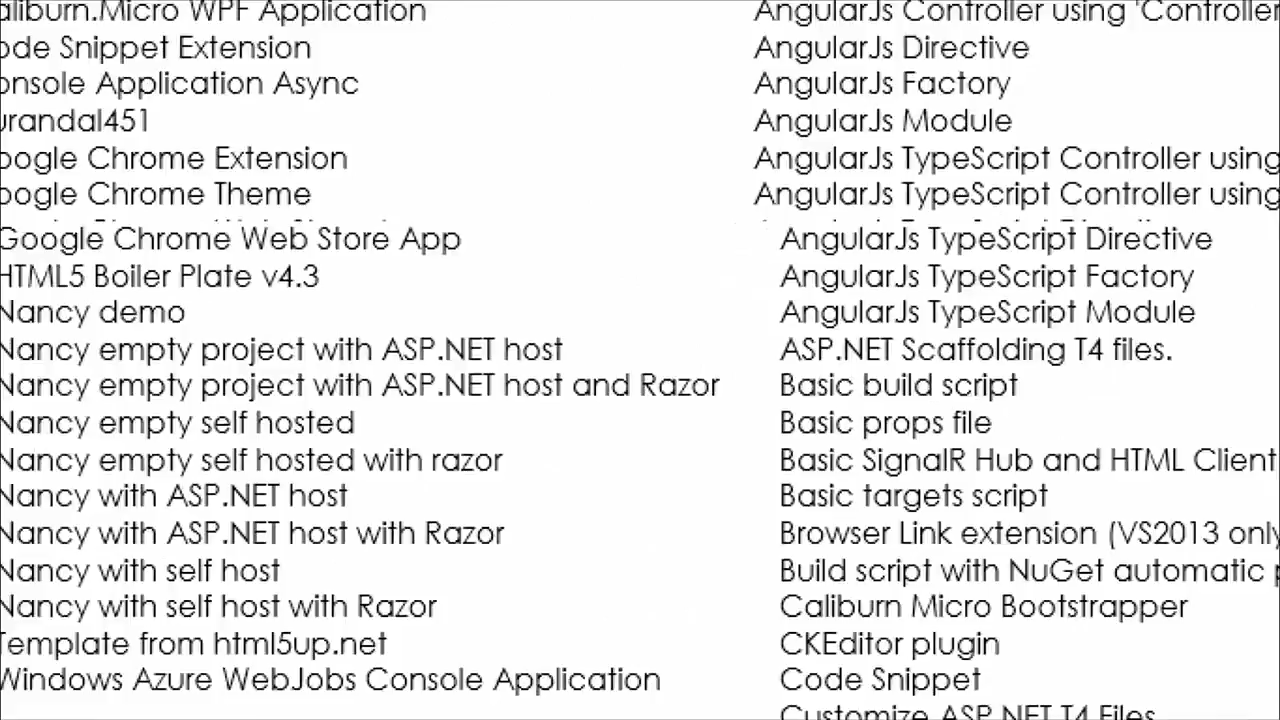 aliburn.Micro WPF Application
ode Snippet Extension
onsole Application Async
urandal451
oogle Chrome Extension
oogle Chrome Theme
Google Chrome Web Store App
HTML5 Boiler Plate v4.3
Nancy demo
Nancy empty project with ASP.NET host
Nancy empty project with ASP.NET host and Razor
Nancy empty self hosted
Nancy empty self hosted with razor
Nancy with ASP.NET host
Nancy with ASP.NET host with Razor
Nancy with self host
Nancy with self host with Razor
Template from html5up.net
Windows Azure WebJobs Console Application
AngularJs Controller using 'Controller
AngularJs Directive
AngularJs Factory
AngularJs Module
AngularJs TypeScript Controller using
AngularJs TypeScript Controller using
AngularJs TypeScript Directive
AngularJs TypeScript Factory
AngularJs TypeScript Module
ASP.NET Scaffolding T4 files.
Basic build script
Basic props file
Basic SignalR Hub and HTML Client
Basic targets script
Browser Link extension (VS2013 only
Build script with NuGet automatic
Caliburn Micro Bootstrapper
CKEditor plugin
Code Snippet
Customize ASP.NET T4 Files